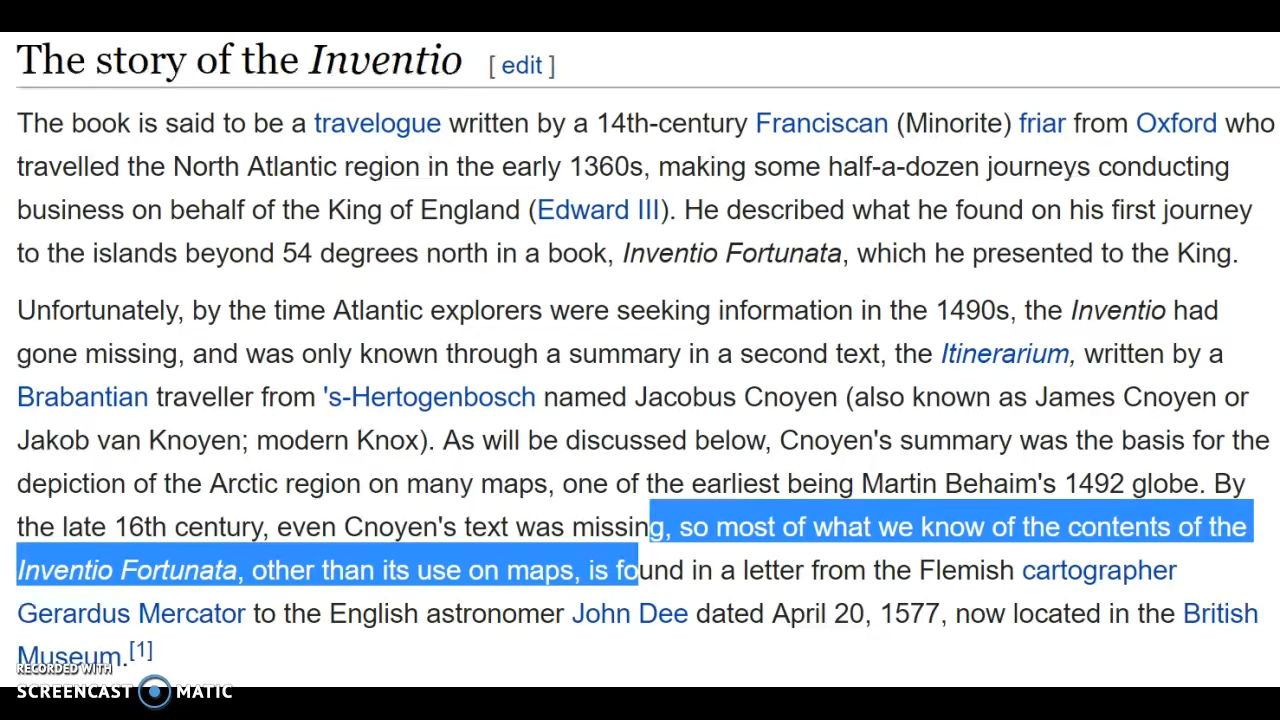 The story of the Inventio [ edit ]
The book is said to be a travelogue written by a 14th-century Franciscan (Minorite) friar from Oxford who
travelled the North Atlantic region in the early 1360s, making some half-a-dozen journeys conducting
business on behalf of the King of England (Edward III). He described what he found on his first journey
to the islands beyond 54 degrees north in a book, Inventio Fortunata, which he presented to the King.
Unfortunately, by the time Atlantic explorers were seeking information in the 1490s, the Inventio had
gone missing, and was only known through a summary in a second text, the Itinerarium, written by a
Brabantian traveller from 's-Hertogenbosch named Jacobus Cnoyen (also known as James Cnoyen or
Jakob van Knoyen; modern Knox). As will be discussed below, Cnoyen's summary was the basis for the
depiction of the Arctic region on many maps, one of the earliest being Martin Behaim's 1492 globe. By
the late 16th century, even Cnoyen's text was missing, so most of what we know of the contents of the
Inventio Fortunata, other than its use on maps, is found in a letter from the Flemish cartographer
Gerardus Mercator to the English astronomer John Dee dated April 20, 1577, now located in the British
Museum.[1]
RECORDED WITH
SCREENCAST MATIC